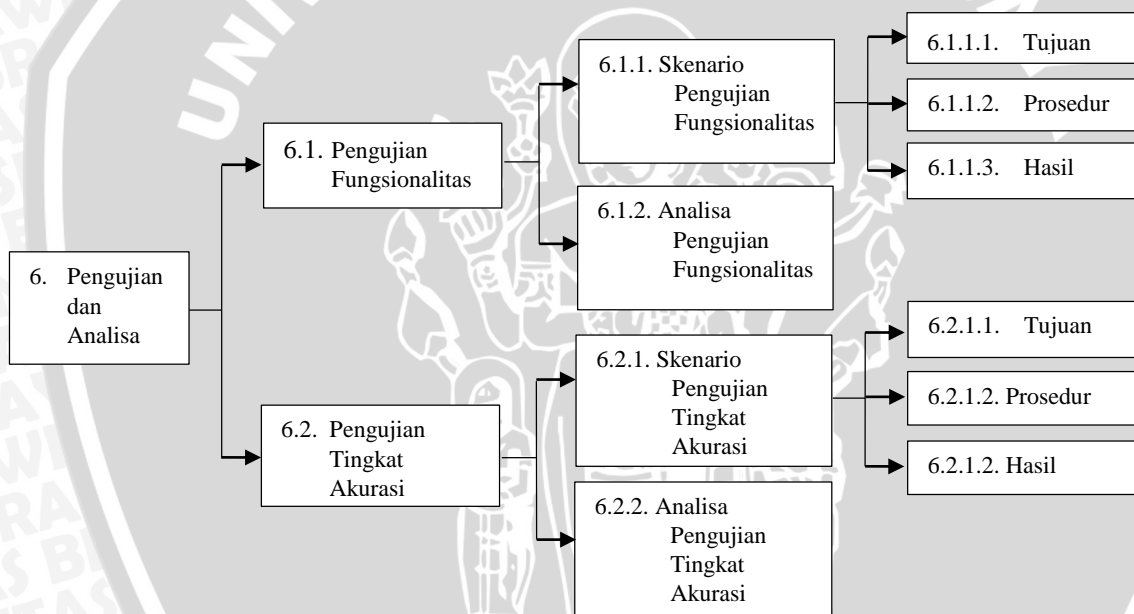 6. Pengujian
dan
Analisa
6.1. Pengujian
Fungsionalitas
6.1.1. Skenario
Pengujian
Fungsionalitas
6.1.1.1. Tujuan
6.1.1.2. Prosedur
6.1.1.3. Hasil
6.1.2. Analisa
Pengujian
Fungsionalitas
6.2. Pengujian
Tingkat
Akurasi
6.2.1. Skenario
Pengujian
Tingkat
Akurasi
6.2.1.1. Tujuan
6.2.1.2. Prosedur
6.2.1.2. Hasil
6.2.2. Analisa
Pengujian
Tingkat
Akurasi